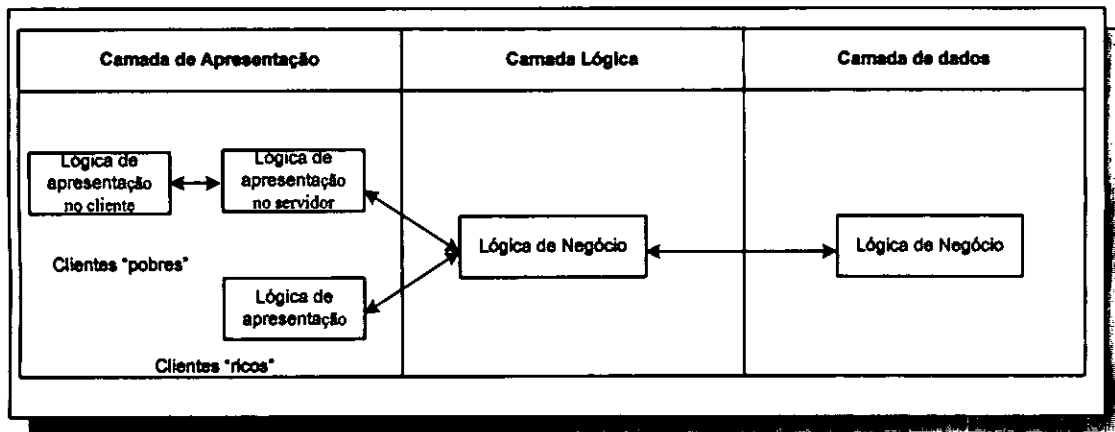 Camada de Apresentação
Camada Lógica
Camada de dados
Lógica de
apresentação
no cliente
Lógica de
apresentação
no servidor
Clientes "pobres"
Lógica de
apresentação
Clientes "ricos"
Lógica de Negócio
Lógica de Negócio